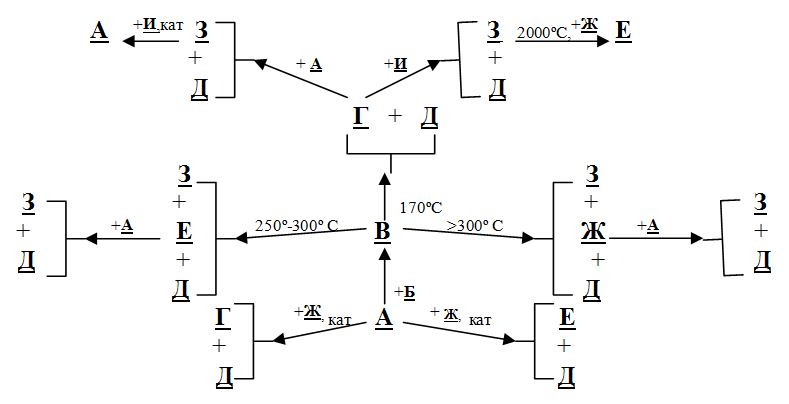 А +И,кат З + Д + А +И З + Д 2000ºС, +Ж Е
Г + Д
170ºС
З + Д +А З + Е + Д 250º-300º С В >300º С З + Ж + Д +А З + Д
+Б
Г + Д +Ж, кат А + Ж, кат Е + Д